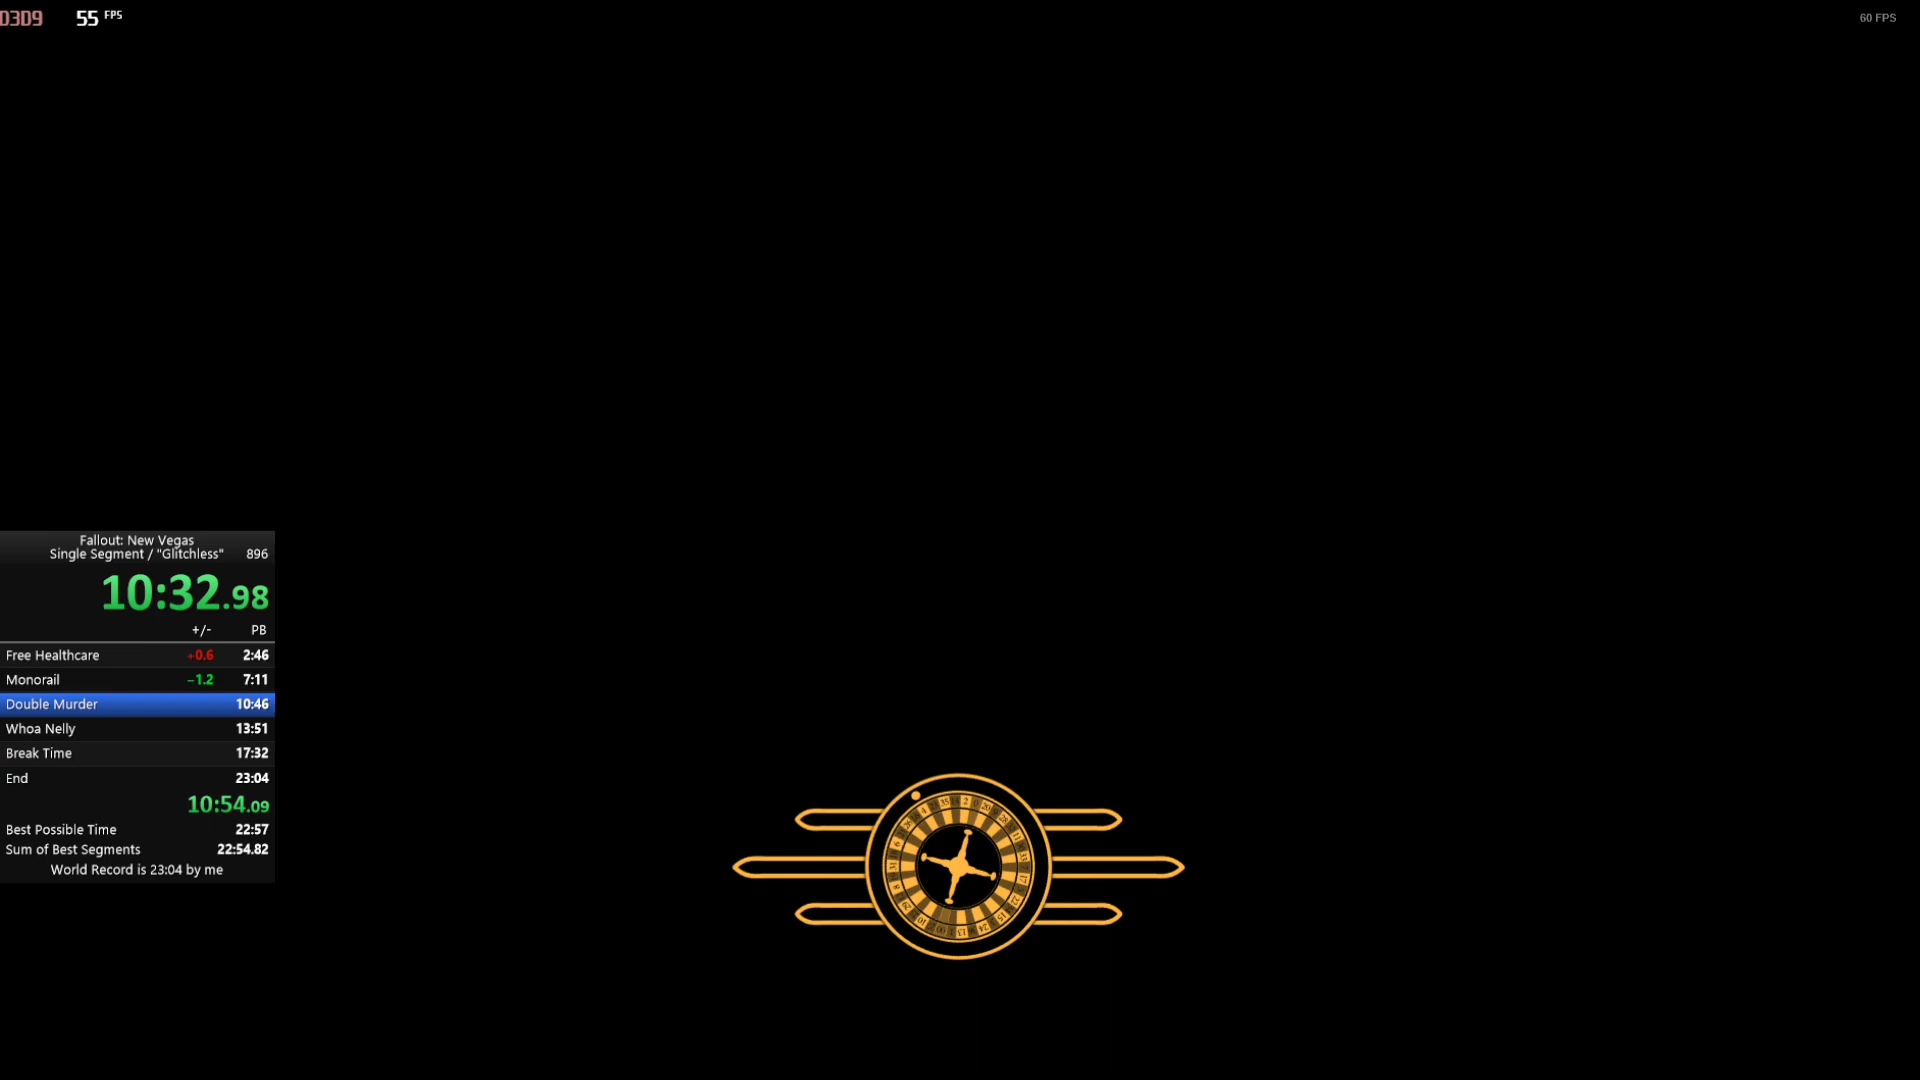 D3D9 55 FPS
60 FPS
Fallout: New Vegas
Single Segment / "Glitchless" 896
10:32.98
+/- PB
Free Healthcare +0.6 2:46
Monorail −1.2 7:11
Double Murder 10:46
Whoa Nelly 13:51
Break Time 17:32
End 23:04
10:54.09
Best Possible Time 22:57
Sum of Best Segments 22:54.82
World Record is 23:04 by me